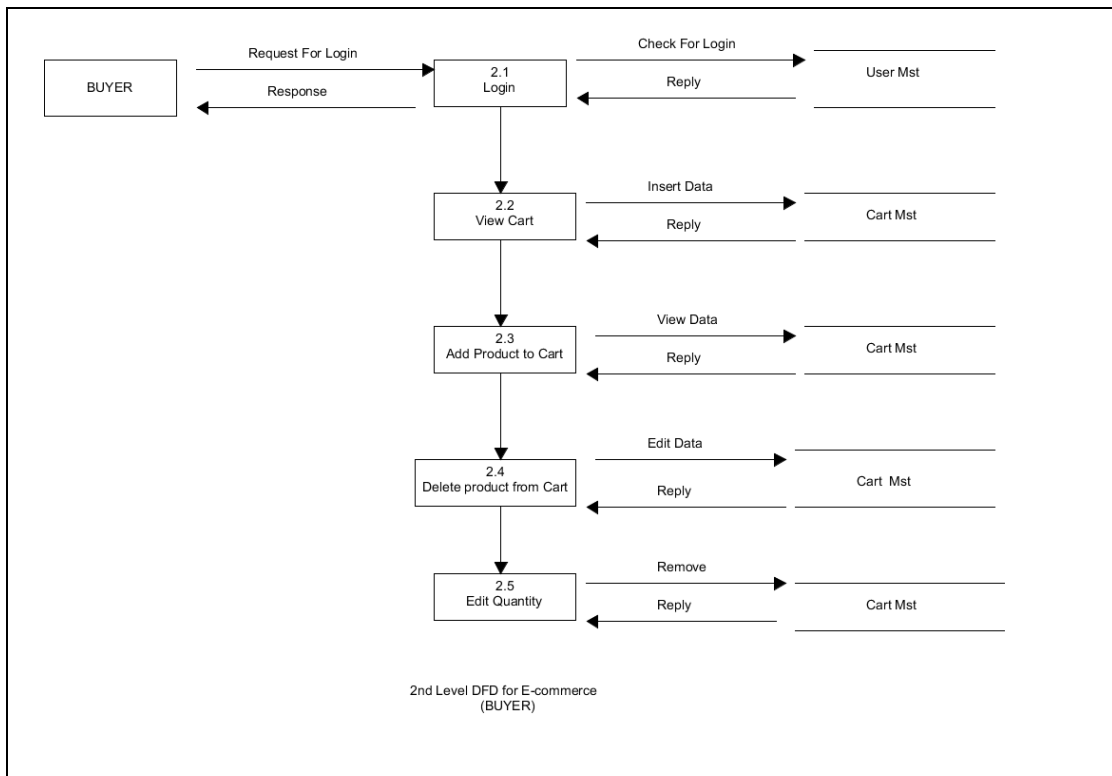 Request For Login
Check For Login
BUYER
2.1
Login
User Mst
Response
Reply
2.2
View Cart
Insert Data
Cart Mst
Reply
2.3
Add Product to Cart
View Data
Cart Mst
Reply
2.4
Delete product from Cart
Edit Data
Cart Mst
Reply
2.5
Edit Quantity
Remove
Reply
Cart Mst
2nd Level DFD for E-commerce
(BUYER)